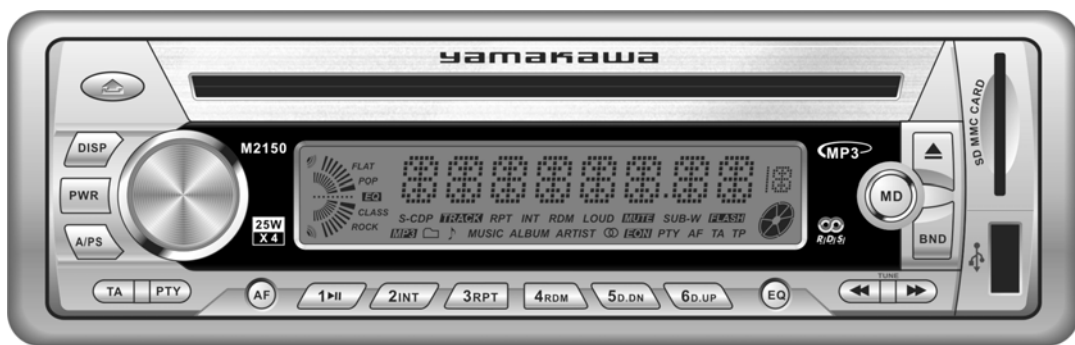 yamakawa
SD MMC CARD
DISP
PWR
A/PS
M2150
25W
X 4
FLAT
POP
EQ
CLASS
ROCK
18
S-CDP TRACK RPT INT RDM LOUD MUTE SUB-W FLASH
MP3 MUSIC ALBUM ARTIST EON PTY AF TA TP
MP3
RDS
MD
BND
TA PTY
AF
1
2INT
3RPT
4RDM
5D.DN
6D.UP
EQ
TUNE